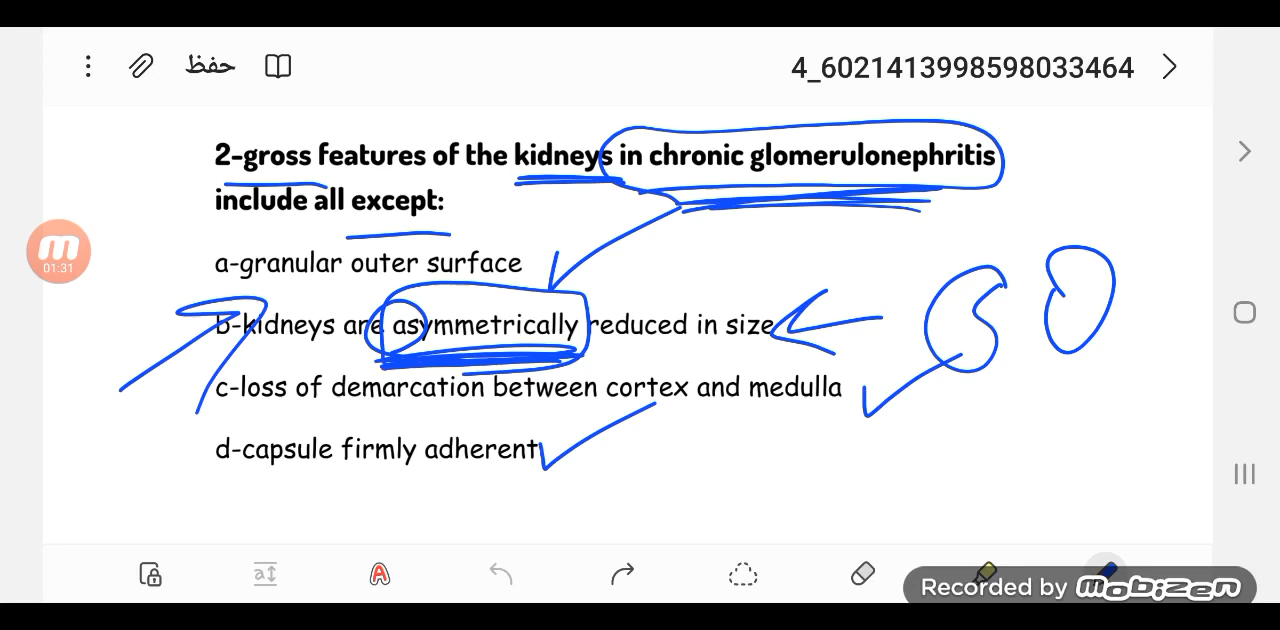 حفظ
4_6021413998598033464
2-gross features of the kidneys in chronic glomerulonephritis
include all except:
01:31
a-granular outer surface
b-kidneys are asymmetrically reduced in size
c-loss of demarcation between cortex and medulla
d-capsule firmly adherent
Recorded by mobizen